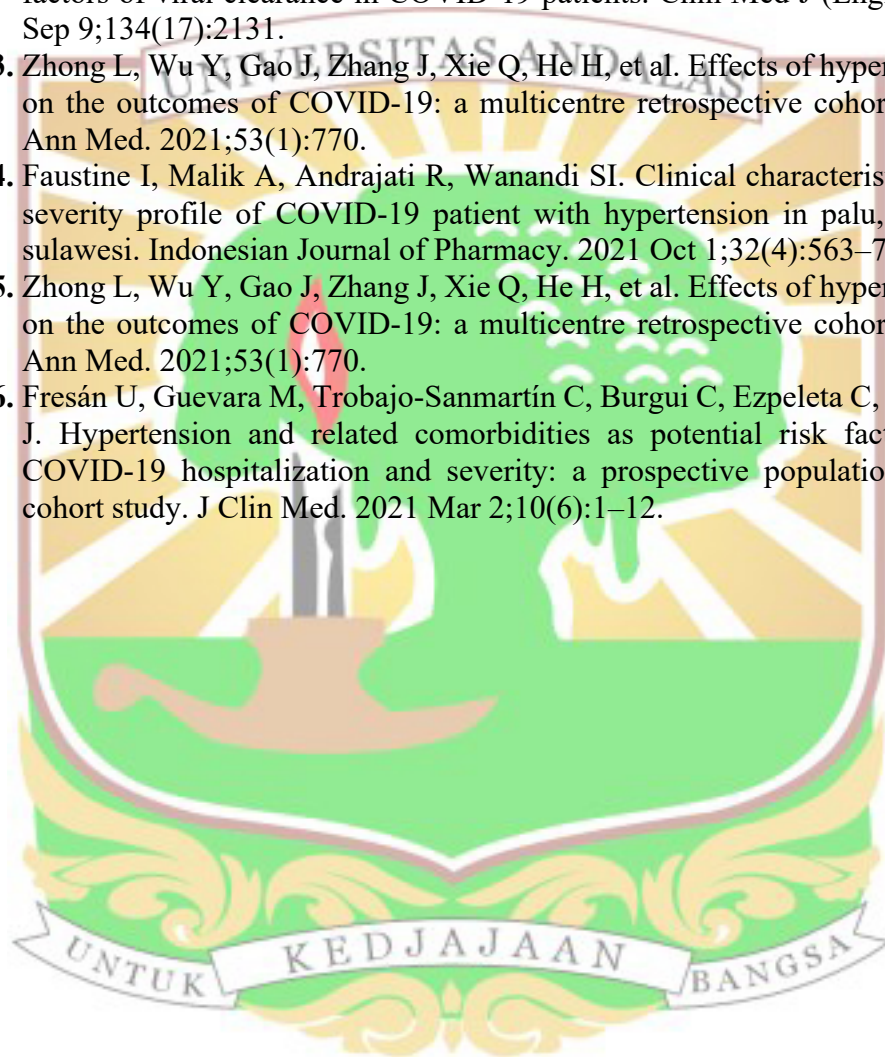 factors of viral clearance in COVID-19 patients. Clin Med J (Eng
Sep 9;134(17):2131.
UNIVERSITAS ANDALAS
3. Zhong L, Wu Y, Gao J, Zhang J, Xie Q, He H, et al. Effects of hyper
on the outcomes of COVID-19: a multicentre retrospective cohor
Ann Med. 2021;53(1):770.
4. Faustine I, Malik A, Andrajati R, Wanandi SI. Clinical characteris
severity profile of COVID-19 patient with hypertension in palu,
sulawesi. Indonesian Journal of Pharmacy. 2021 Oct 1;32(4):563–7
5. Zhong L, Wu Y, Gao J, Zhang J, Xie Q, He H, et al. Effects of hyper
on the outcomes of COVID-19: a multicentre retrospective cohor
Ann Med. 2021;53(1):770.
6. Fresán U, Guevara M, Trobajo-Sanmartín C, Burgui C, Ezpeleta C,
J. Hypertension and related comorbidities as potential risk fact
COVID-19 hospitalization and severity: a prospective populatio
cohort study. J Clin Med. 2021 Mar 2;10(6):1–12.
UNTUK KEDJAJAAN BANGSA